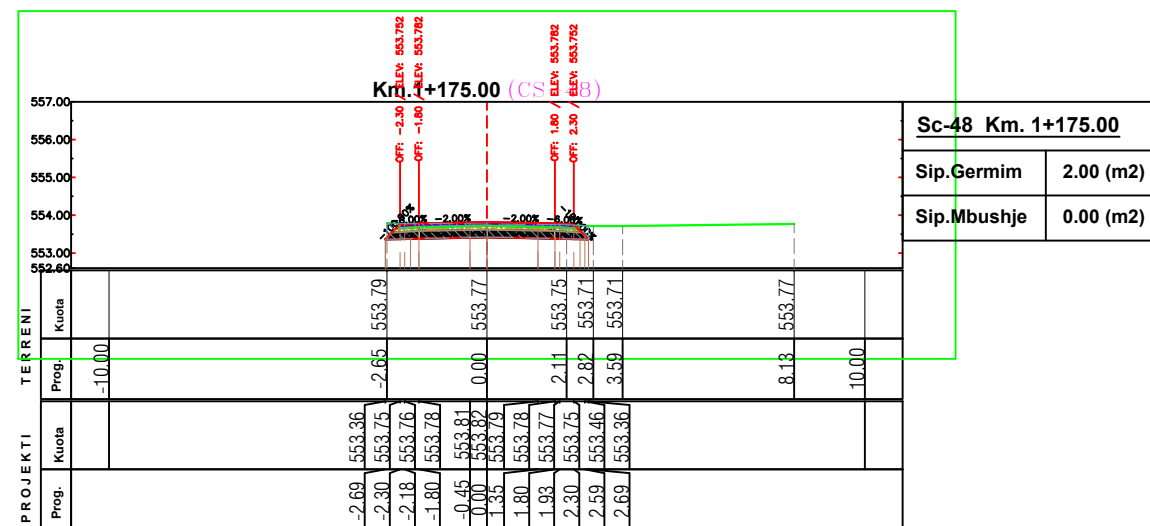 OFF: -2.30 / ELEV: 553.752
OFF: -1.80 / ELEV: 553.782
OFF: 1.80 / ELEV: 553.782
OFF: 2.30 / ELEV: 553.752
Km.1+175.00 (CS-48)
557.00
556.00
555.00
554.00
553.00
552.60
-2.00% -2.00%
Sc-48 Km. 1+175.00
Sip.Germim 2.00 (m2)
Sip.Mbushje 0.00 (m2)
TERRENI
Kuota 553.79 553.77 553.75 553.71 553.71 553.77
Prog. -10.00 -2.65 0.00 2.11 2.82 3.59 8.13 10.00
PROJEKTI
Kuota 553.36 553.75 553.76 553.78 553.81 553.82 553.79 553.78 553.77 553.75 553.46 553.36
Prog. -2.69 -2.30 -2.18 -1.80 -0.45 0.00 1.35 1.80 1.93 2.30 2.59 2.69